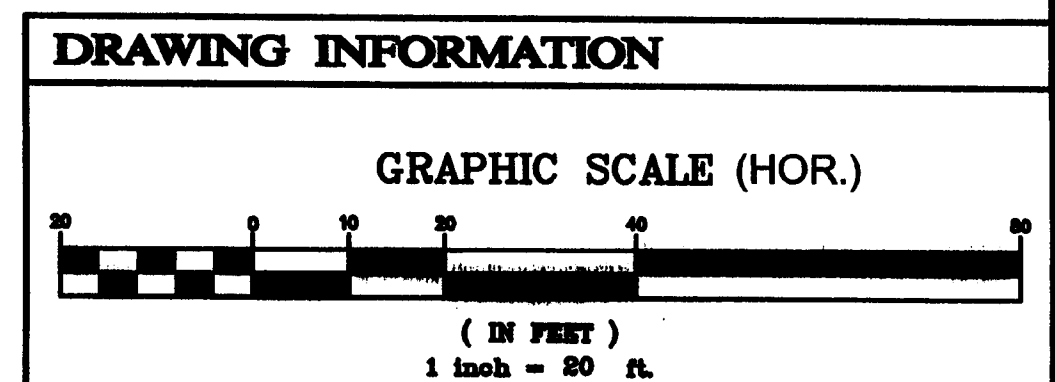 DRAWING INFORMATION
GRAPHIC SCALE (HOR.)
20 0 10 20 40 80
( IN FEET )
1 inch = 20 ft.